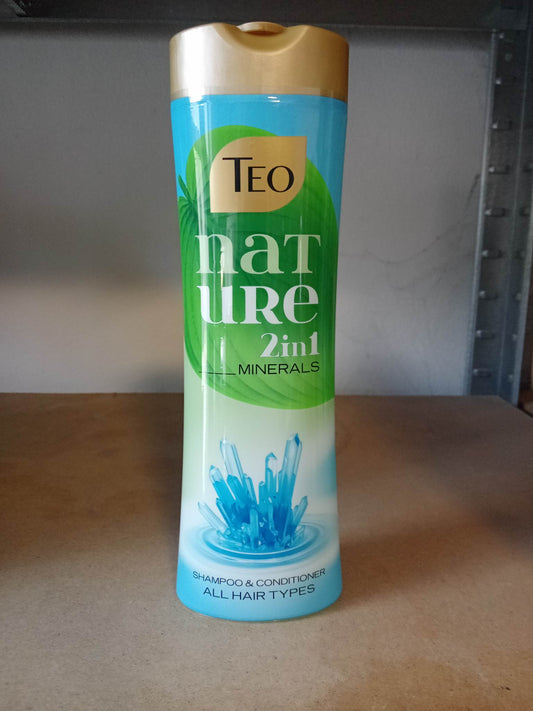 TEO
nat
URe
2in1
MINERALS
SHAMPOO & CONDITIONER
ALL HAIR TYPES